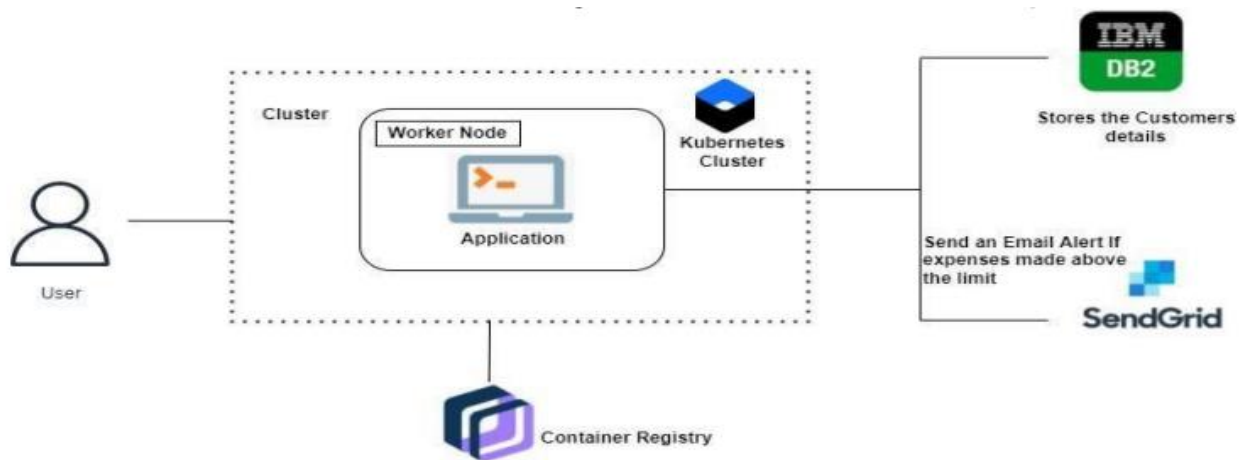 IBM
DB2
Stores the Customers
details
Cluster
Worker Node
Kubernetes
Cluster
Application
User
Send an Email Alert If
expenses made above
the limit
SendGrid
Container Registry